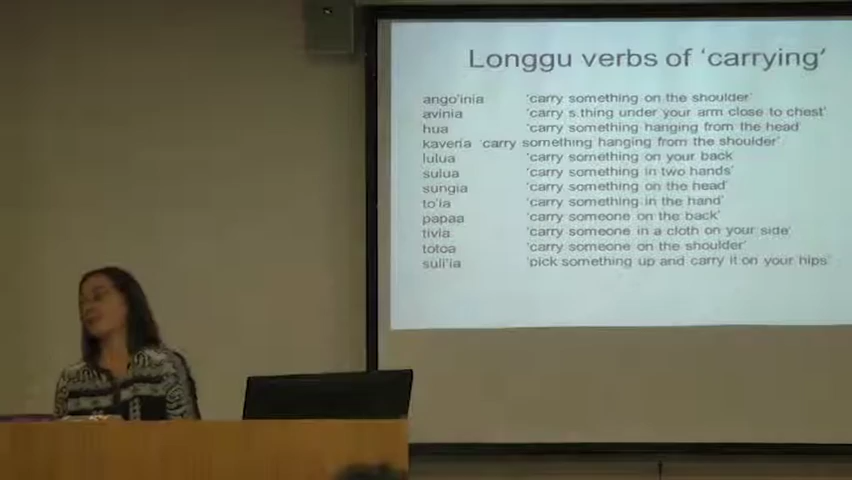 Longgu verbs of 'carrying'
ango'inia 'carry something on the shoulder'
avinia 'carry s.thing under your arm close to chest'
hua 'carry something hanging from the head'
kaveria 'carry something hanging from the shoulder'
lulua 'carry something on your back
sulua 'carry something in two hands'
sungia 'carry something on the head'
to'ia 'carry something in the hand'
papaa 'carry someone on the back'
tivia 'carry someone in a cloth on your side'
totoa 'carry someone on the shoulder'
suli'ia 'pick something up and carry it on your hips'